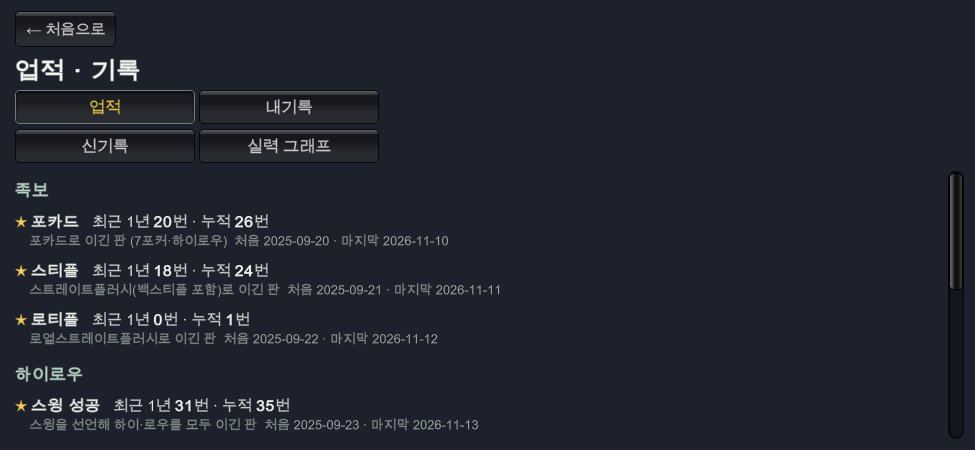 ← 처음으로
업적 · 기록
업적
내기록
신기록
실력 그래프
족보
★ 포카드 최근 1년 20번 · 누적 26번
포카드로 이긴 판 (7포커·하이로우) 처음 2025-09-20 · 마지막 2026-11-10
★ 스티플 최근 1년 18번 · 누적 24번
스트레이트플러시(백스티플 포함)로 이긴 판 처음 2025-09-21 · 마지막 2026-11-11
★ 로티플 최근 1년 0번 · 누적 1번
로열스트레이트플러시로 이긴 판 처음 2025-09-22 · 마지막 2026-11-12
하이로우
★ 스윙 성공 최근 1년 31번 · 누적 35번
스윙을 선언해 하이·로우를 모두 이긴 판 처음 2025-09-23 · 마지막 2026-11-13